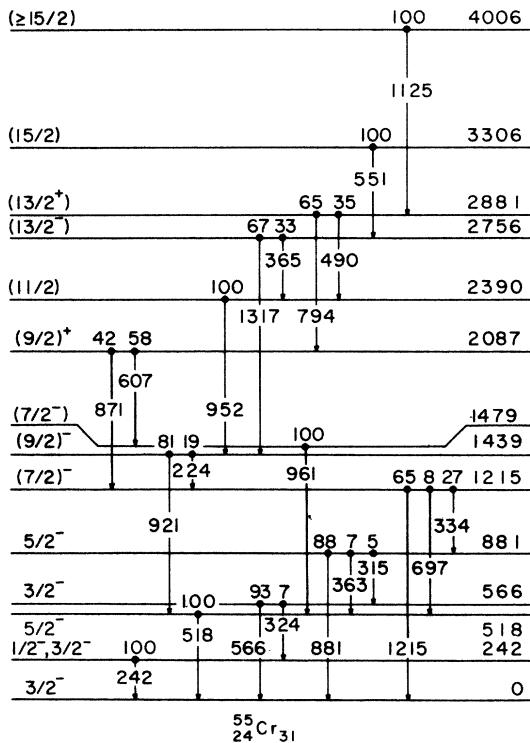 (≥15/2) 100 4006
1125
(15/2) 100 3306
551
(13/2⁺) 65 35 2881
(13/2⁻) 67 33 2756
365 490
(11/2) 100 2390
1317 794
(9/2)⁺ 42 58 2087
607
871 952
(7/2⁻) 100 1479
(9/2)⁻ 81 19 1439
224 961
(7/2)⁻ 65 8 27 1215
921 334
5/2⁻ 88 7 5 881
315 697
363
3/2⁻ 93 7 566
100
5/2⁻ 518 324 518
1/2⁻,3/2⁻ 100 566 881 1215 242
242
3/2⁻ 0
⁵⁵₂₄Cr₃₁